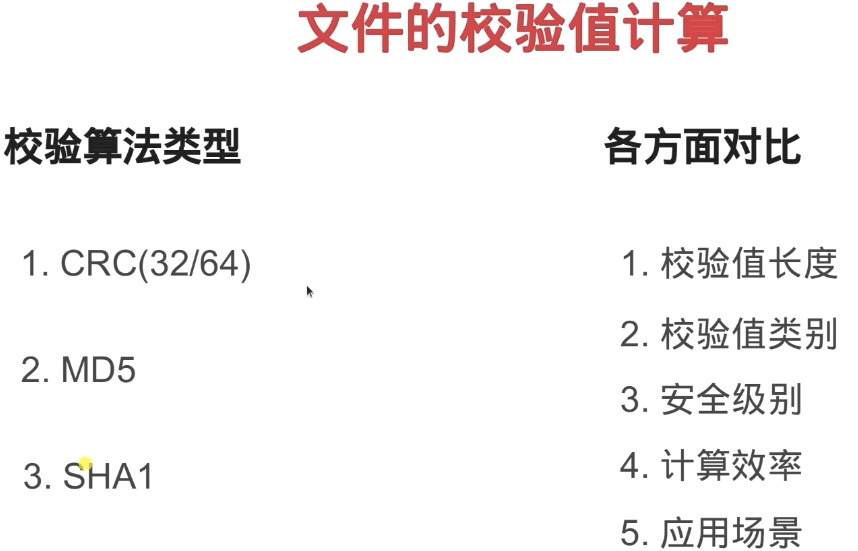 文件的校验值计算
校验算法类型
1. CRC(32/64)
2. MD5
3. SHA1
各方面对比
1. 校验值长度
2. 校验值类别
3. 安全级别
4. 计算效率
5. 应用场景